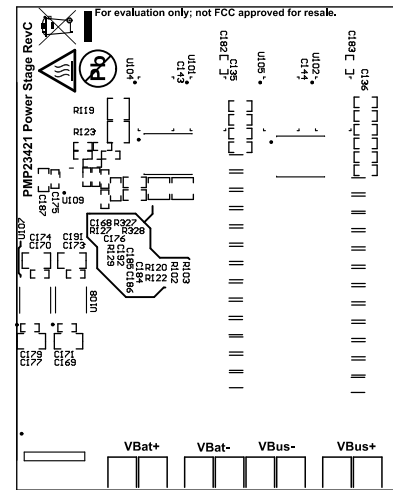 For evaluation only; not FCC approved for resale.
PMP23421 Power Stage RevC
Pb
U104
C143
U101
C182
C135
U105
C144
U102
C183
C136
R119
R123
C187
C175
U109
U107
C174
C170
C191
C173
C168
R327
R127
R328
C176
R129
C192
C185
C186
C184
R120
R122
R102
R103
U108
C179
C177
C171
C169
VBat+
VBat-
VBus-
VBus+